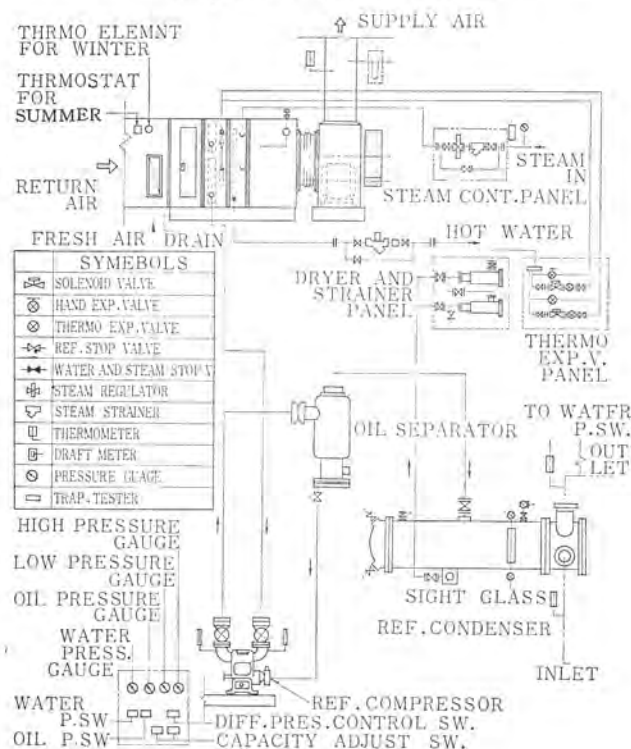 SUPPLY AIR
THRMO ELEMNT
FOR WINTER
THRMOSTAT
FOR
SUMMER
RETURN
AIR
STEAM
IN
STEAM CONT.PANEL
FRESH AIR
DRAIN
HOT WATER
SYMEBOLS
SOLENOID VALVE
HAND EXP.VALVE
THERMO EXP.VALVE
REF.STOP VALVE
WATER AND STEAM STOP V.
STEAM REGULATOR
STEAM STRAINER
THERMOMETER
DRAFT METER
PRESSURE GUAGE
TRAP-TESTER
DRYER AND
STRAINER
PANEL
THERMO
EXP.V.
PANEL
OIL SEPARATOR
TO WATER
P.SW.
OUT
LET
HIGH PRESSURE
GAUGE
LOW PRESSURE
GAUGE
OIL PRESSURE
GAUGE
WATER
PRESS.
GAUGE
SIGHT GLASS
REF.CONDENSER
INLET
WATER
P.SW
OIL P.SW
REF.COMPRESSOR
DIFF.PRES.CONTROL SW.
CAPACITY ADJUST SW.